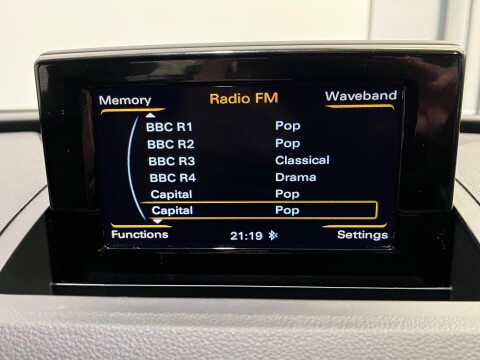 Memory Radio FM Waveband
BBC R1 Pop
BBC R2 Pop
BBC R3 Classical
BBC R4 Drama
Capital Pop
Capital Pop
Functions 21:19 Settings